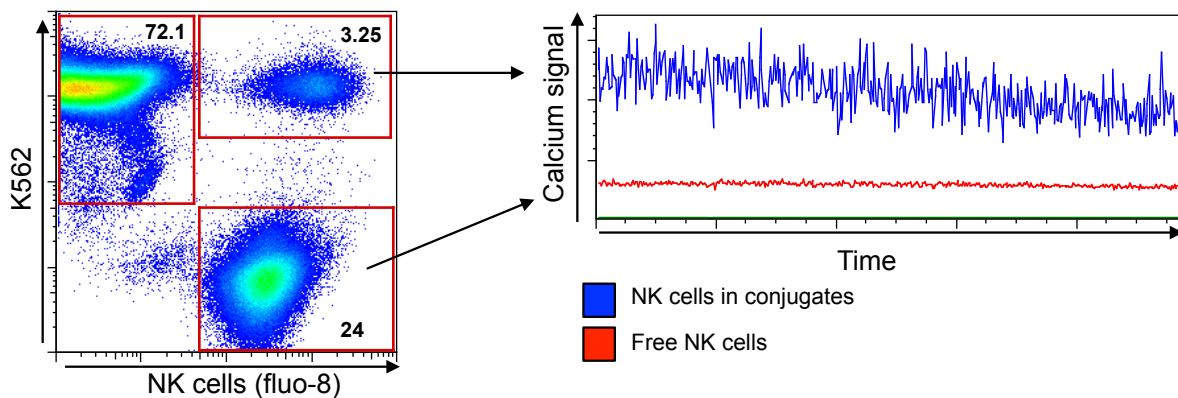 72.1
3.25
24
K562
NK cells (fluo-8)
Calcium signal
Time
NK cells in conjugates
Free NK cells